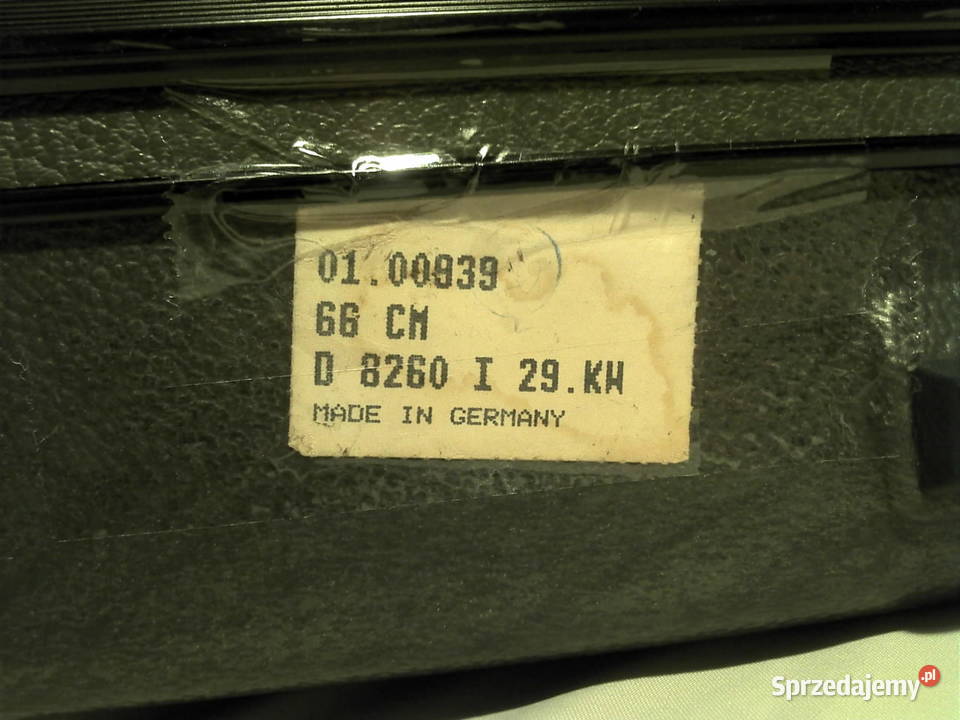 01.00839
66 CM
D 8260 I 29.KW
MADE IN GERMANY
Sprzedajemy.pl